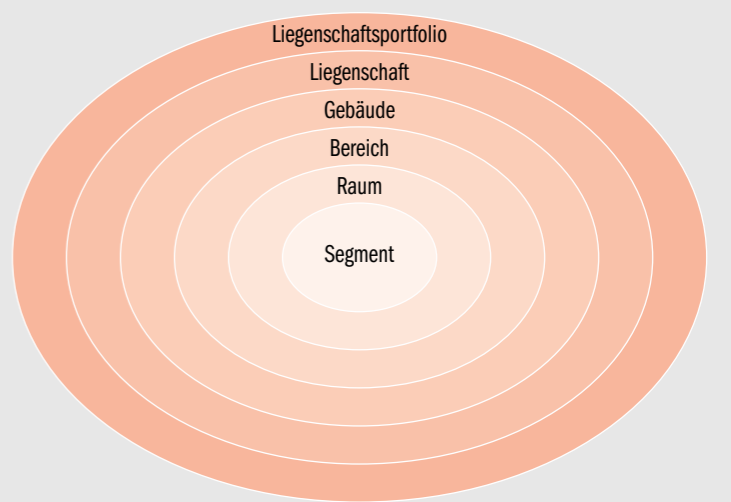 Liegenschaftsportfolio
Liegenschaft
Gebäude
Bereich
Raum
Segment